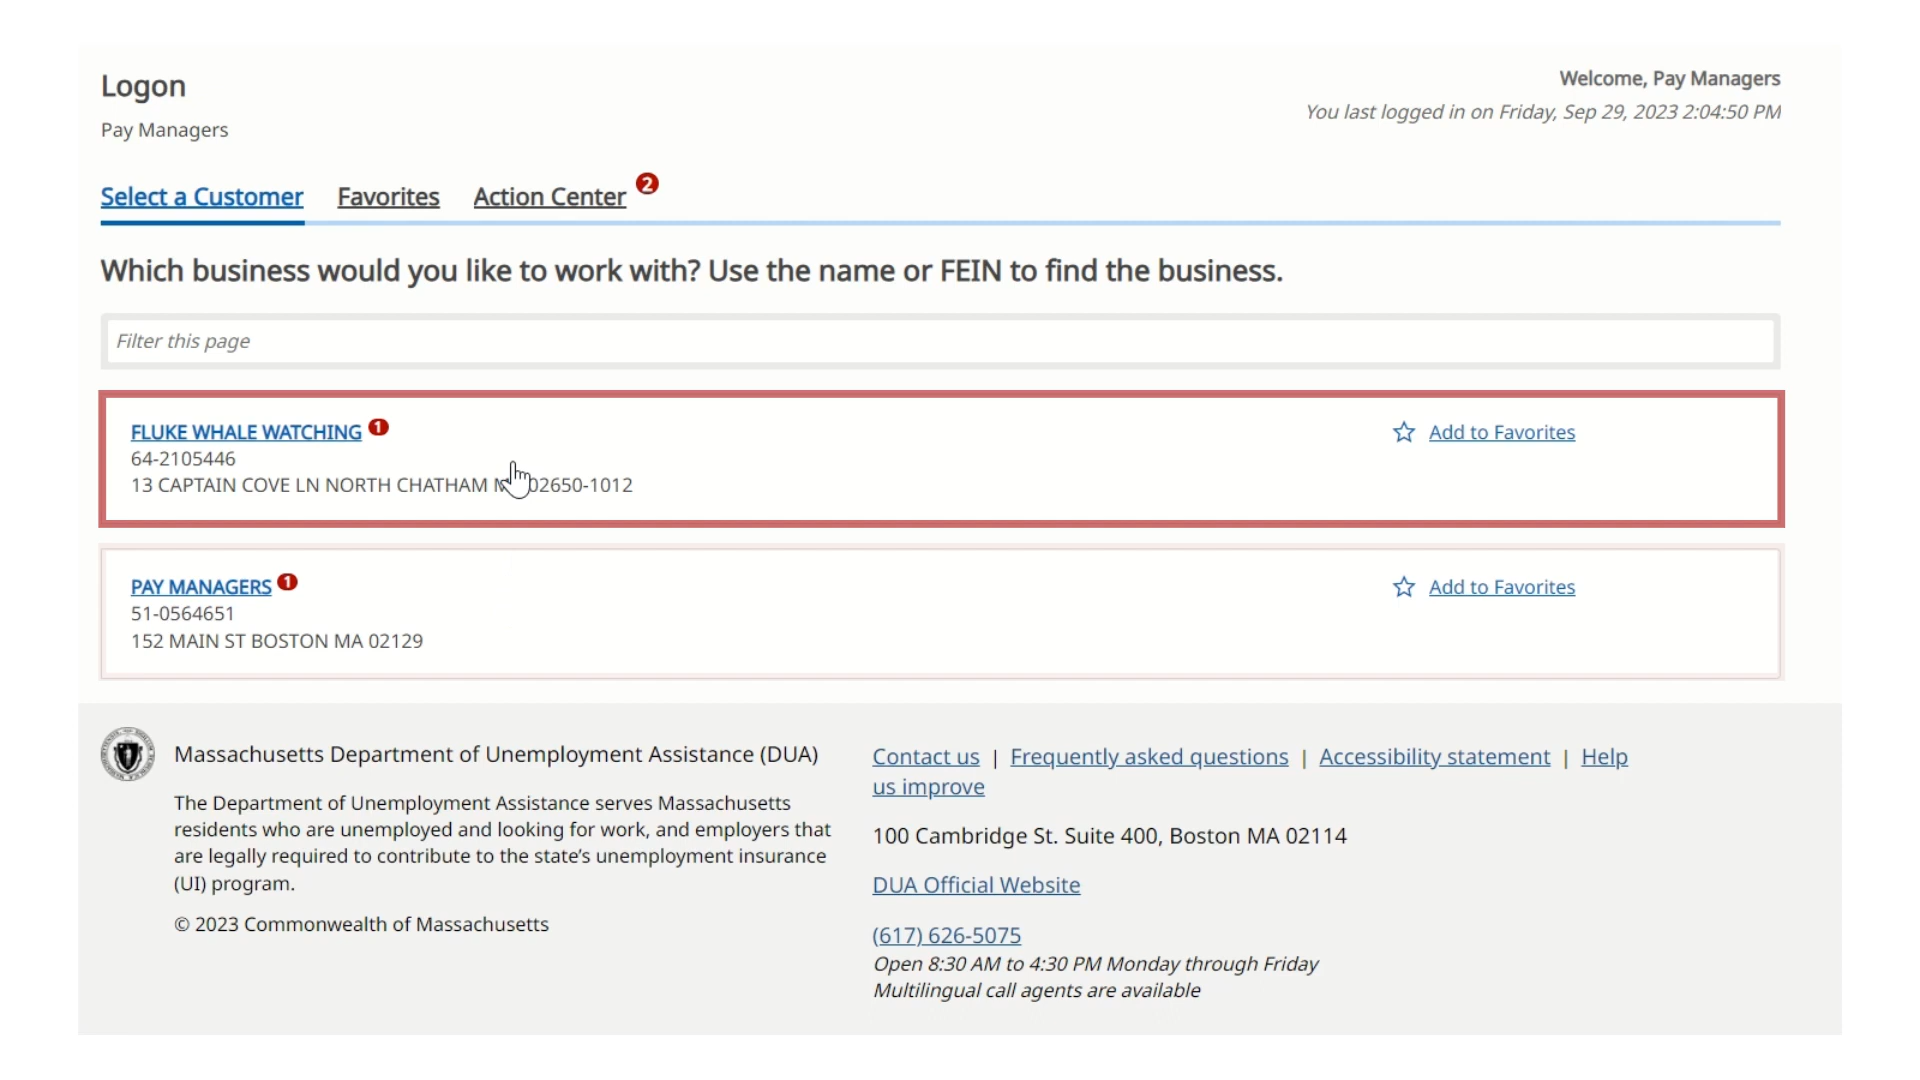 Logon
Welcome, Pay Managers
Pay Managers
You last logged in on Friday, Sep 29, 2023 2:04:50 PM
Select a Customer Favorites Action Center 2
Which business would you like to work with? Use the name or FEIN to find the business.
Filter this page
FLUKE WHALE WATCHING 1
Add to Favorites
64-2105446
13 CAPTAIN COVE LN NORTH CHATHAM 02650-1012
PAY MANAGERS 1
Add to Favorites
51-0564651
152 MAIN ST BOSTON MA 02129
Massachusetts Department of Unemployment Assistance (DUA)
The Department of Unemployment Assistance serves Massachusetts
residents who are unemployed and looking for work, and employers that
are legally required to contribute to the state's unemployment insurance
(UI) program.
© 2023 Commonwealth of Massachusetts
Contact us | Frequently asked questions | Accessibility statement | Help
us improve
100 Cambridge St. Suite 400, Boston MA 02114
DUA Official Website
(617) 626-5075
Open 8:30 AM to 4:30 PM Monday through Friday
Multilingual call agents are available